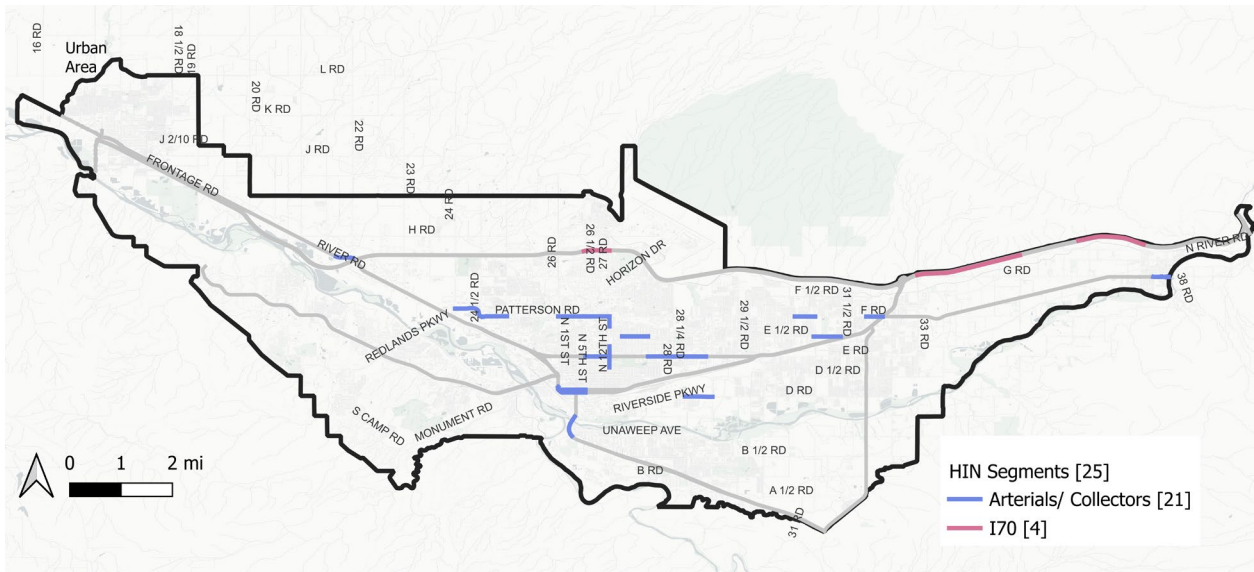 16 RD
Urban
Area
18 1/2 RD
19 RD
L RD
20 RD
K RD
22 RD
J 2/10 RD
J RD
FRONTAGE RD
23 RD
24 RD
H RD
RIVER RD
26 RD
26 1/2 RD
27 RD
HORIZON DR
N RIVER RD
G RD
38 RD
F 1/2 RD
24 1/2 RD
PATTERSON RD
REDLANDS PKWY
N 1ST ST
N 5TH ST
N 12TH ST
28 1/4 RD
28 RD
29 1/2 RD
E 1/2 RD
31 1/2 RD
F RD
33 RD
E RD
D 1/2 RD
D RD
RIVERSIDE PKWY
S CAMP RD
MONUMENT RD
UNAWEEP AVE
B 1/2 RD
B RD
A 1/2 RD
31 RD
0 1 2 mi
HIN Segments [25]
Arterials/ Collectors [21]
I70 [4]